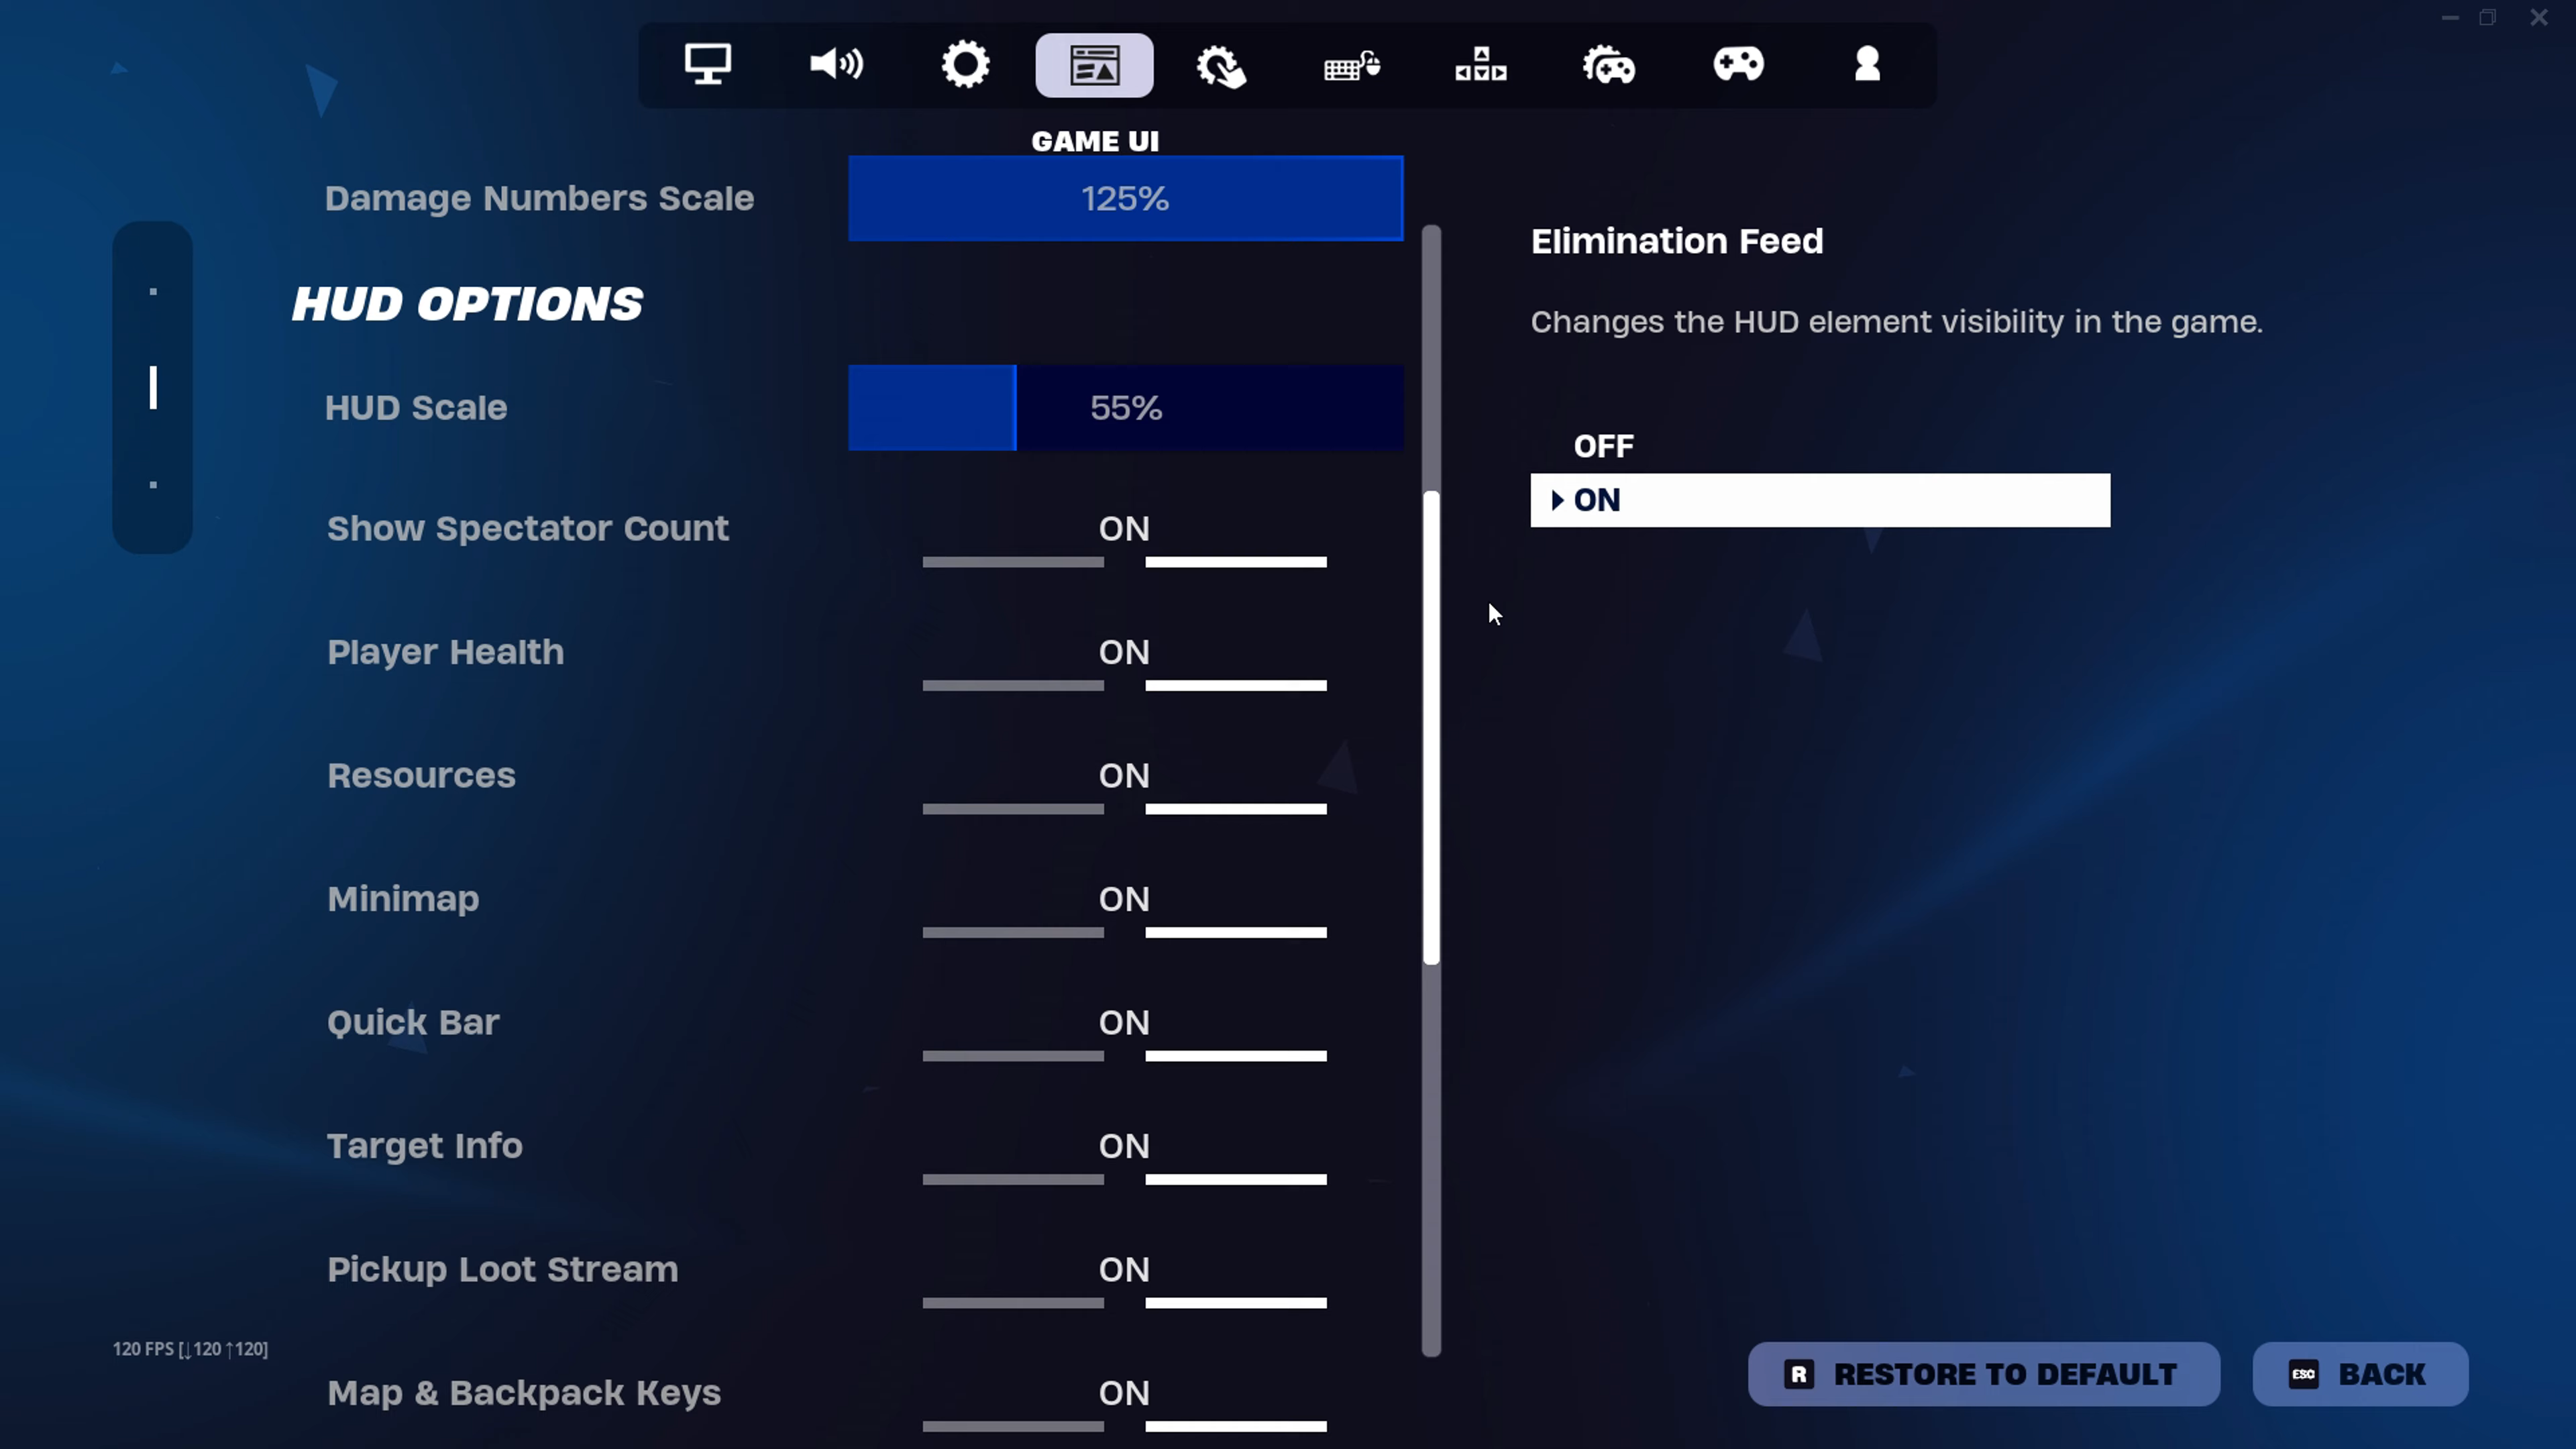 GAME UI
Damage Numbers Scale 125%
HUD OPTIONS
HUD Scale 55%
Show Spectator Count ON
Player Health ON
Resources ON
Minimap ON
Quick Bar ON
Target Info ON
Pickup Loot Stream ON
Map & Backpack Keys ON
Elimination Feed
Changes the HUD element visibility in the game.
OFF
ON
120 FPS [↓120 ↑120]
R RESTORE TO DEFAULT
ESC BACK